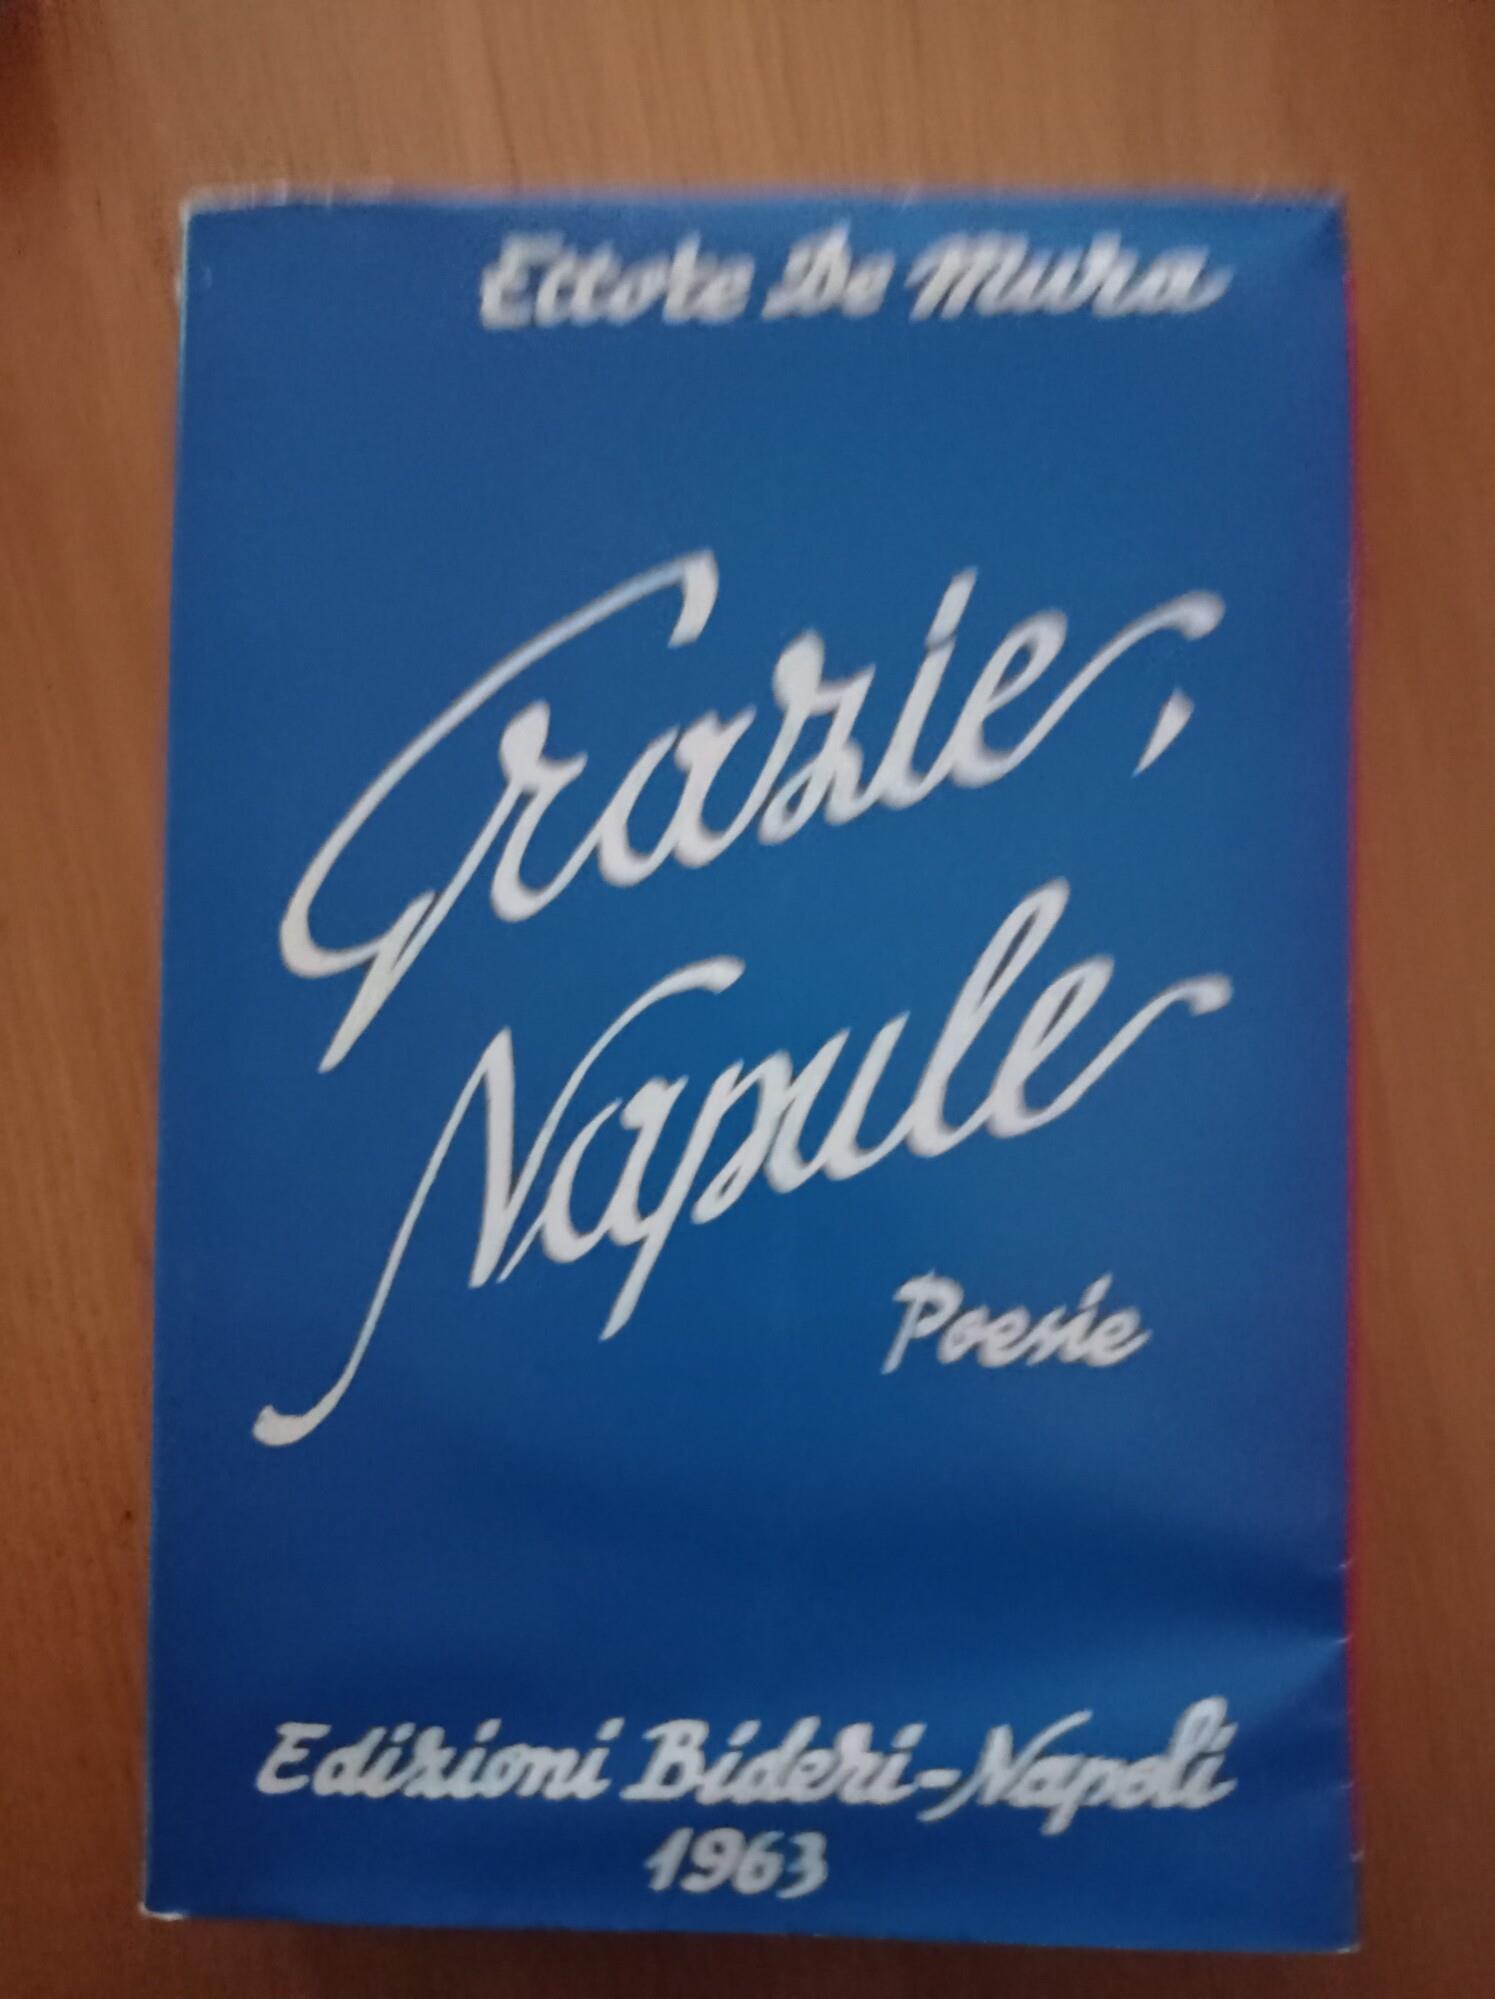 Ettore De Mura
Grazie,
Napule
Poesie
Edizioni Bideri-Napoli
1963